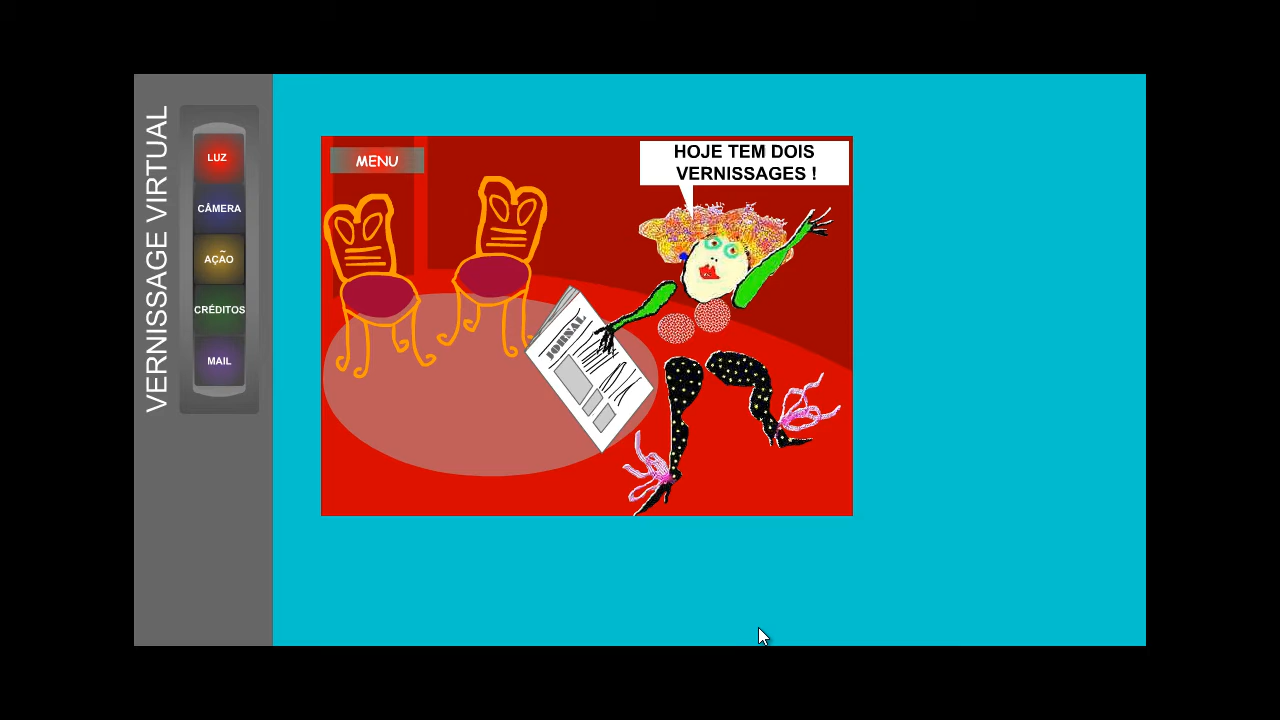 VERNISSAGE VIRTUAL
LUZ
CÂMERA
AÇÃO
CRÉDITOS
MAIL
MENU
HOJE TEM DOIS
VERNISSAGES !
JORNAL